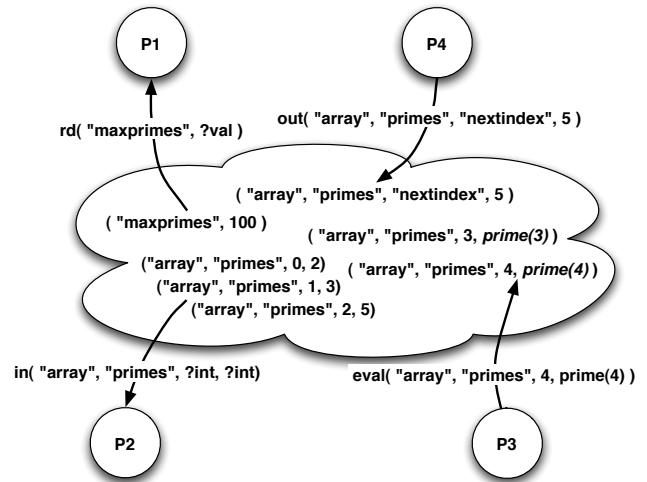 P1
P4
rd( "maxprimes", ?val )
out( "array", "primes", "nextindex", 5 )
( "array", "primes", "nextindex", 5 )
( "maxprimes", 100 )
( "array", "primes", 3, prime(3) )
("array", "primes", 0, 2)
( "array", "primes", 4, prime(4) )
("array", "primes", 1, 3)
("array", "primes", 2, 5)
in( "array", "primes", ?int, ?int)
eval( "array", "primes", 4, prime(4) )
P2
P3